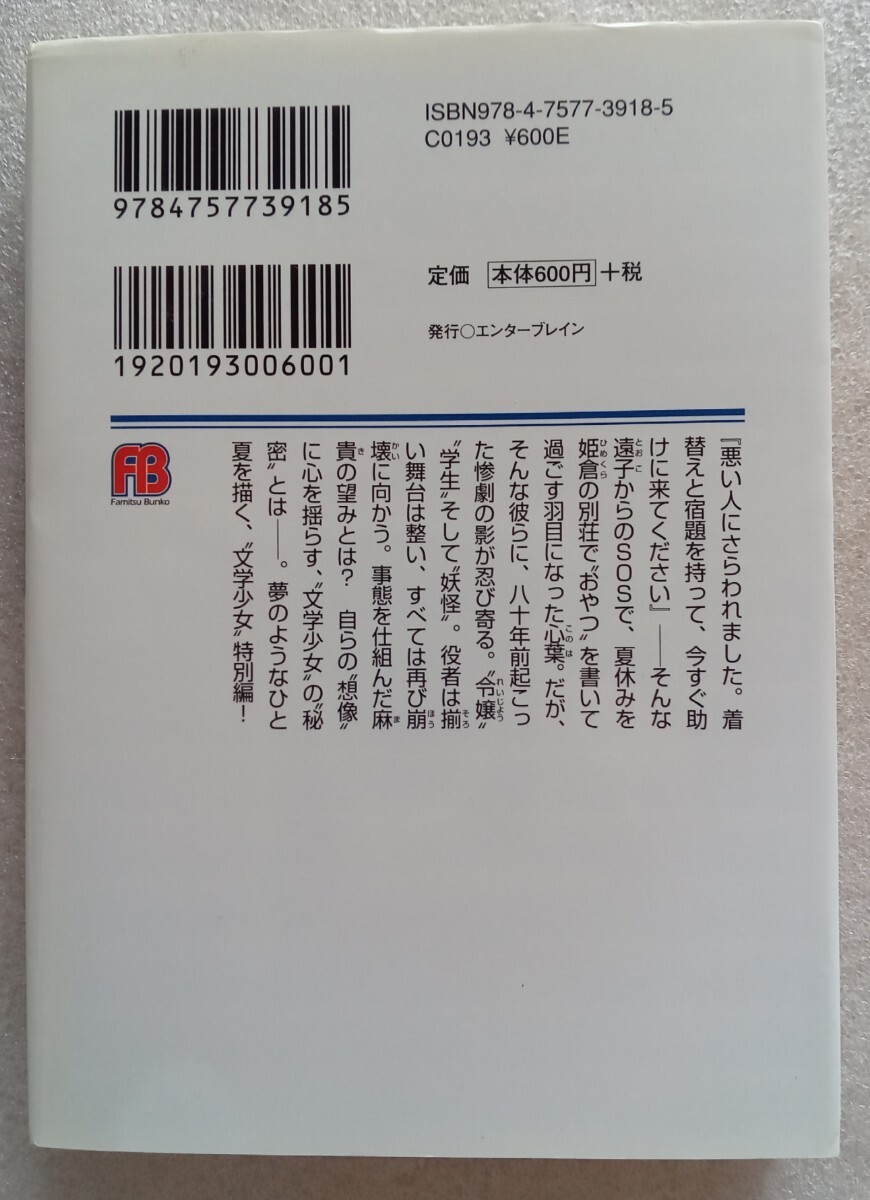 ISBN978-4-7577-3918-5
C0193 ¥600E
9784757739185
定価 本体600円+税
発行○エンターブレイン
1920193006001
『悪い人にさらわれました。着
替えと宿題を持って、今すぐ助
けに来てください』――そんな
遠子からのSOSで、夏休みを
姫倉の別荘で〝おやつ〟を書いて
過ごす羽目になった心葉。だが、
そんな彼らに、八十年前起こっ
た惨劇の影が忍び寄る。〝令嬢〟
〝学生〟そして〝妖怪〟。役者は揃
い舞台は整い、すべては再び崩
壊に向かう。事態を仕組んだ麻
貴の望みとは? 自らの〝想像〟
に心を揺らす、〝文学少女〟の〝秘
密〟とは――。夢のようなひと
夏を描く、〝文学少女〟特別編!
FB
Famitsu Bunko